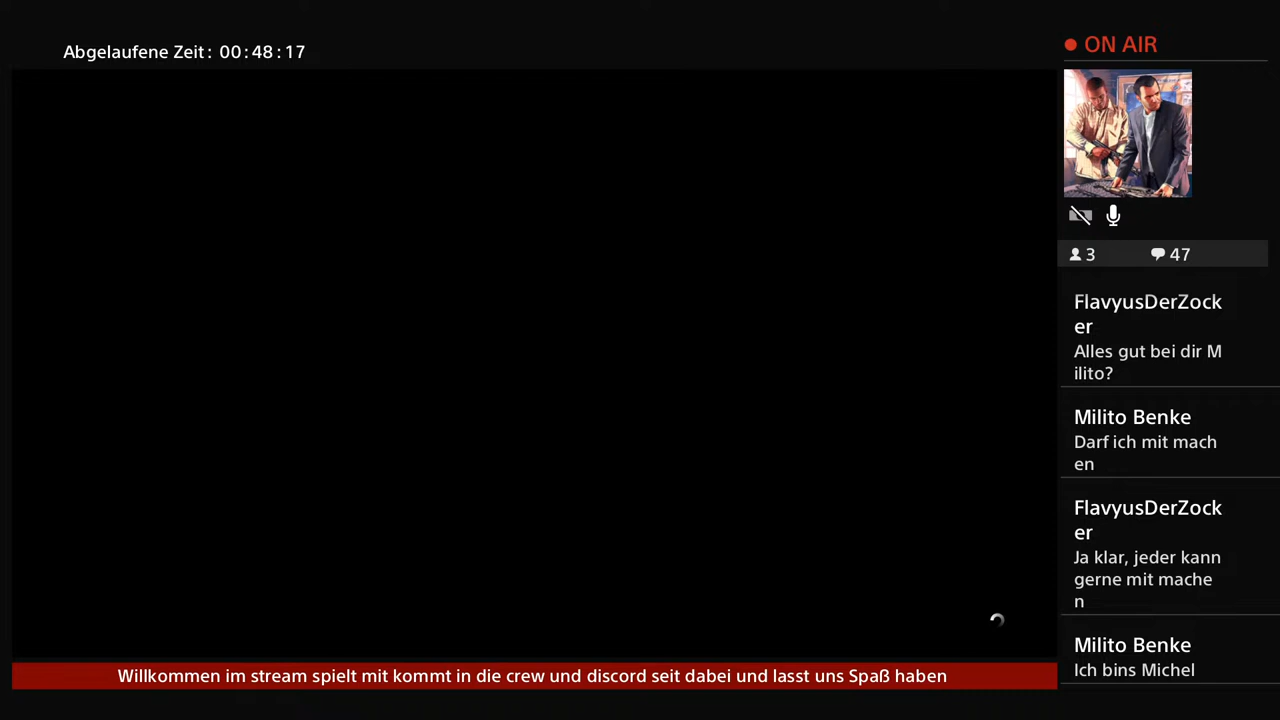 Abgelaufene Zeit: 00:48:17
ON AIR
3 47
FlavyusDerZock
er
Alles gut bei dir M
ilito?
Milito Benke
Darf ich mit mach
en
FlavyusDerZock
er
Ja klar, jeder kann
gerne mit mache
n
Milito Benke
Ich bins Michel
Willkommen im stream spielt mit kommt in die crew und discord seit dabei und lasst uns Spaß haben